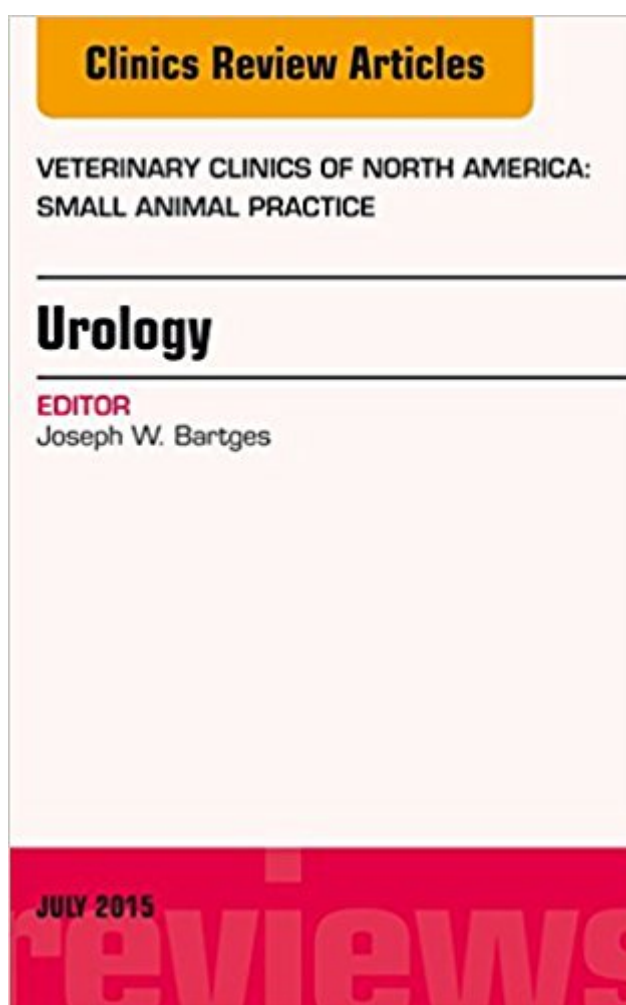 Clinics Review Articles
VETERINARY CLINICS OF NORTH AMERICA:
SMALL ANIMAL PRACTICE
Urology
EDITOR
Joseph W. Bartges
JULY 2015
reviews